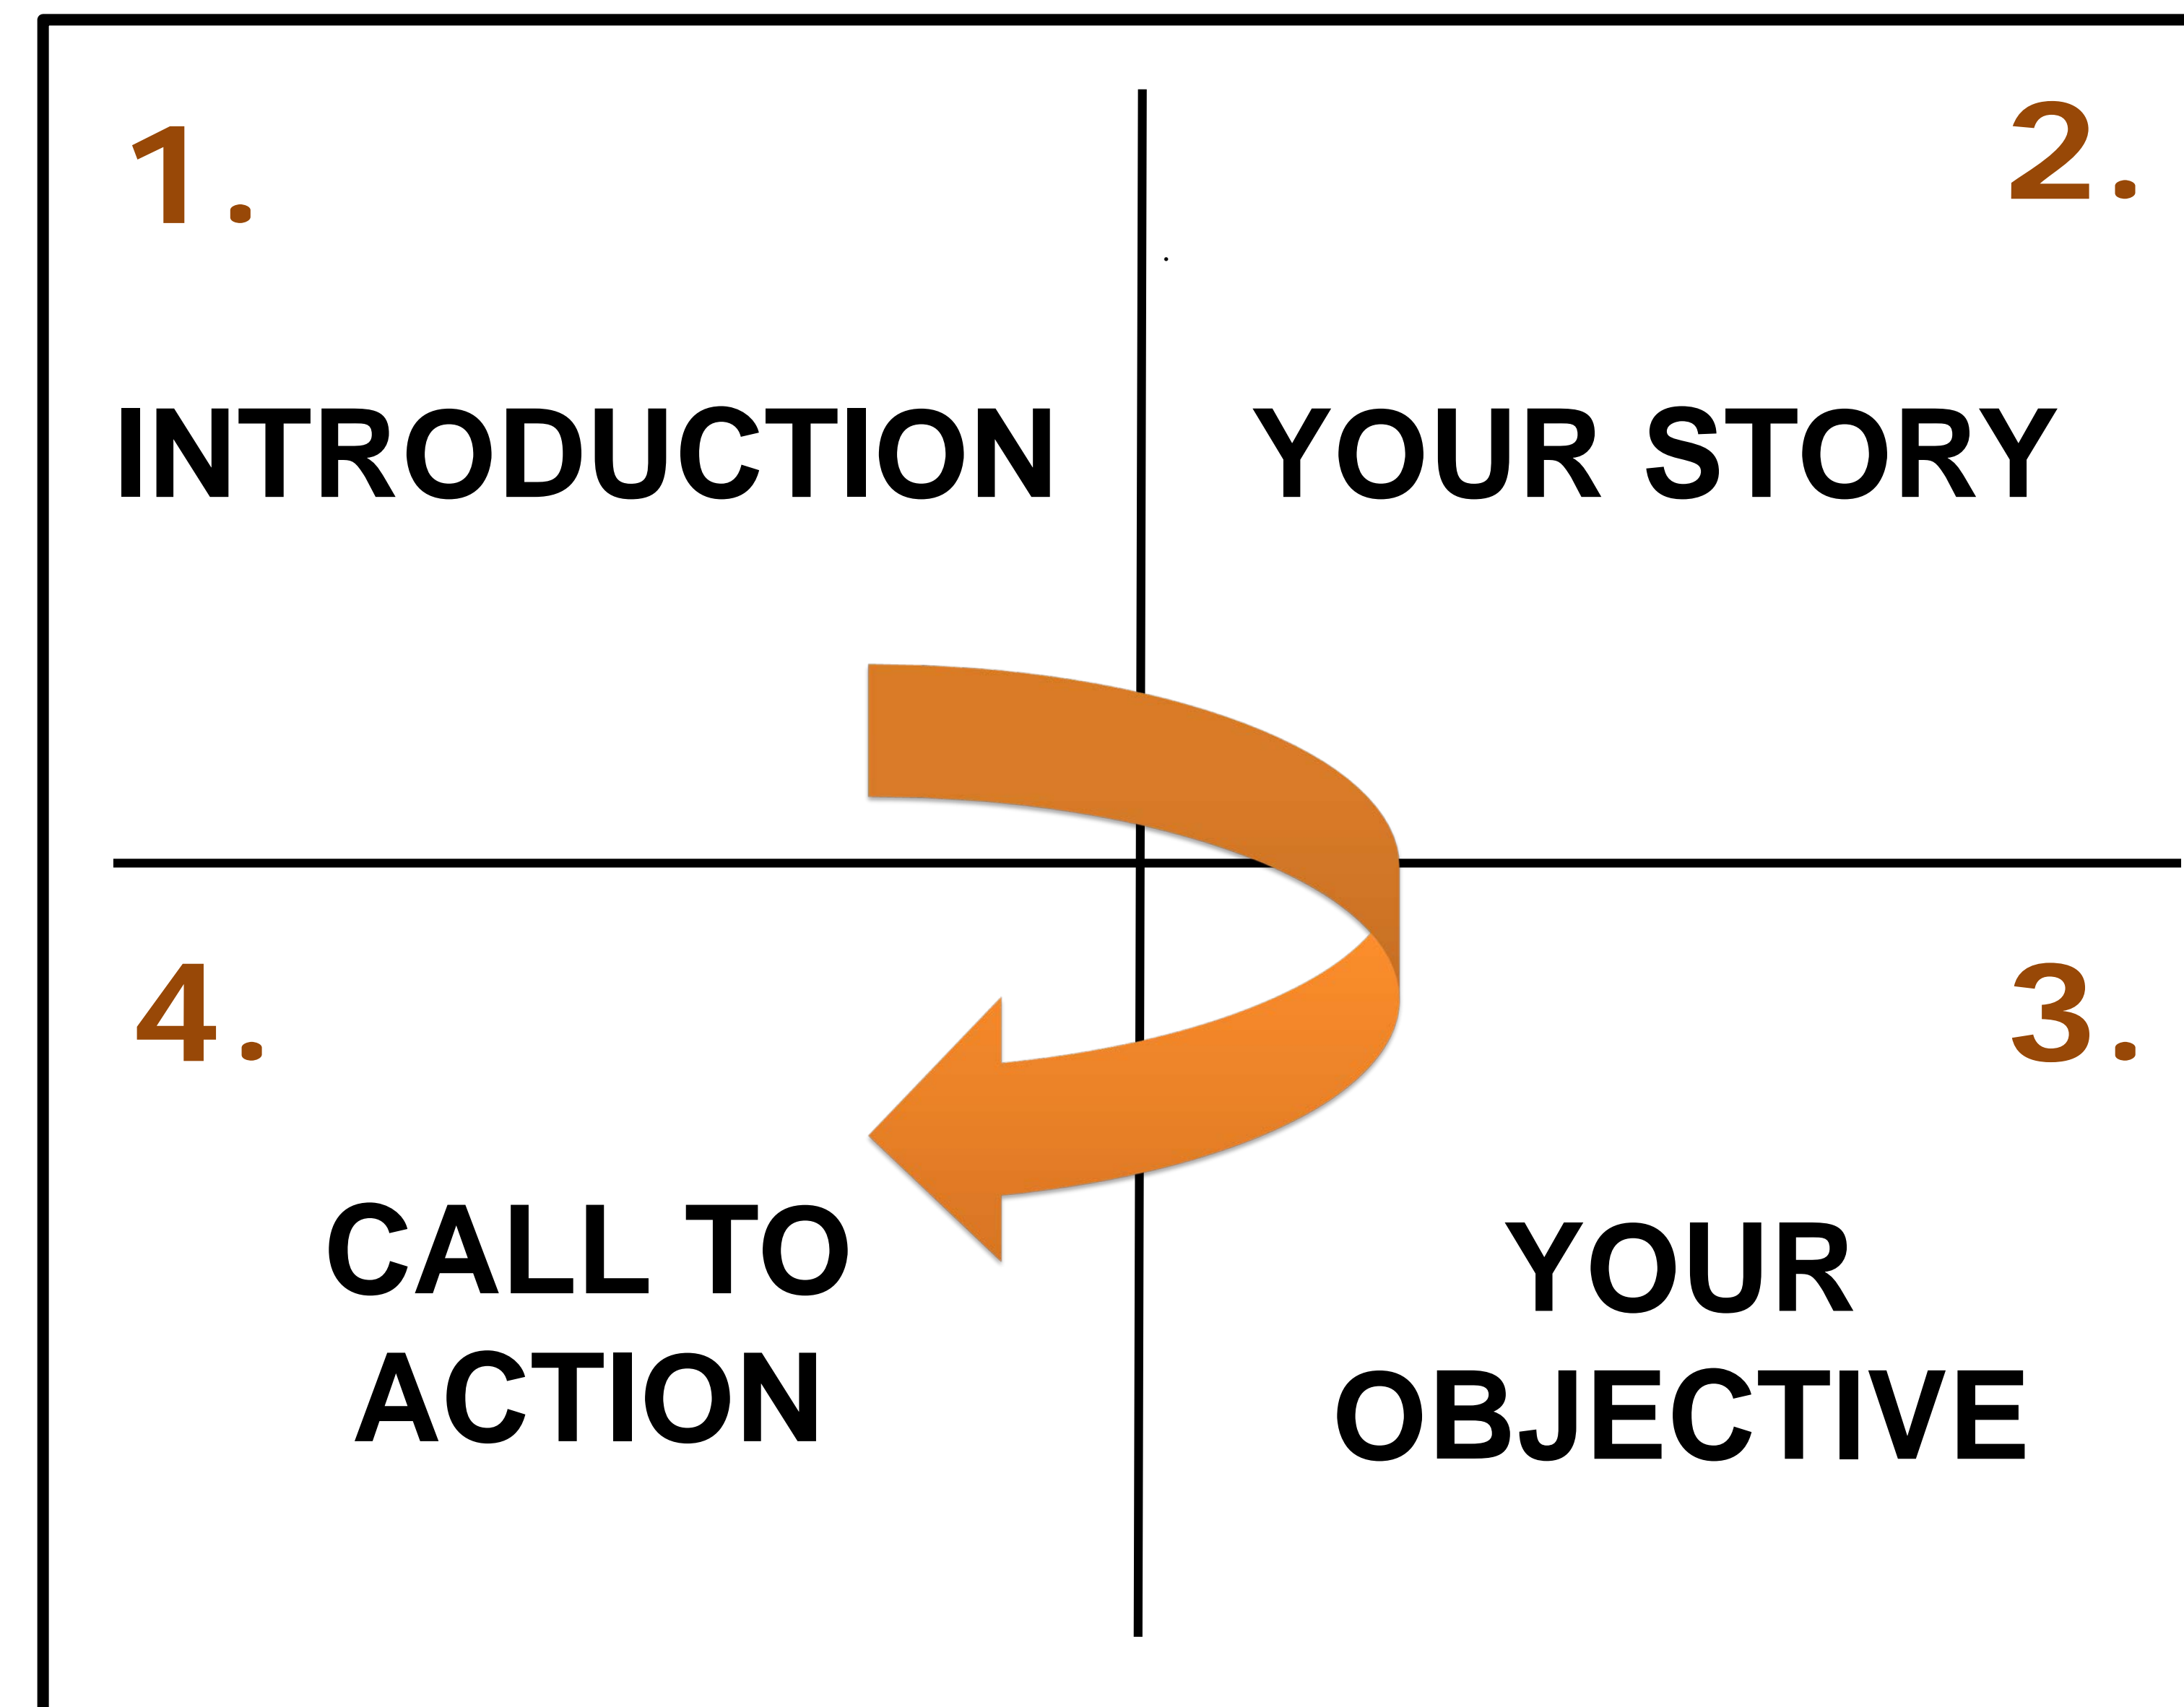 1.
INTRODUCTION
2.
YOUR STORY
3.
YOUR
OBJECTIVE
4.
CALL TO
ACTION